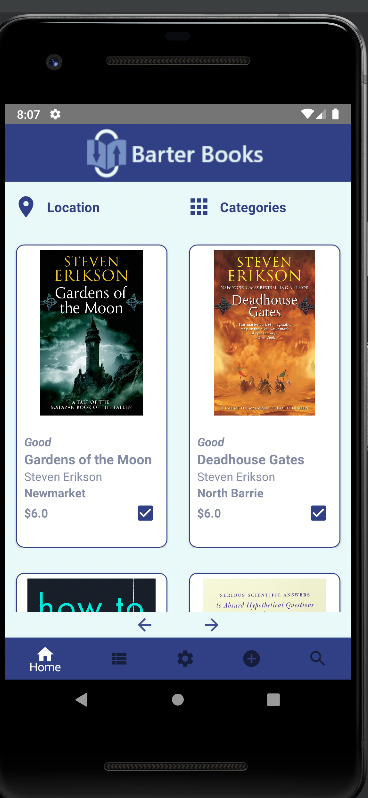 8:07
Barter Books
Location
Categories
STEVEN
ERIKSON
Gardens of
the Moon
A TALE OF THE
MALAZAN BOOK OF THE FALLEN
STEVEN
ERIKSON
Deadhouse
Gates
Good
Gardens of the Moon
Steven Erikson
Newmarket
$6.0
Good
Deadhouse Gates
Steven Erikson
North Barrie
$6.0
how to
SERIOUS SCIENTIFIC ANSWERS
to Absurd Hypothetical Questions
Home